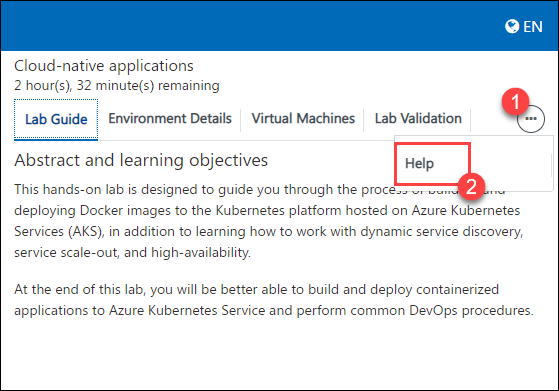 EN
Cloud-native applications
2 hour(s), 32 minute(s) remaining
1
Lab Guide Environment Details Virtual Machines Lab Validation ...
Help
2
Abstract and learning objectives
This hands-on lab is designed to guide you through the process of
deploying Docker images to the Kubernetes platform hosted on Azure Kubernetes
Services (AKS), in addition to learning how to work with dynamic service discovery,
service scale-out, and high-availability.
At the end of this lab, you will be better able to build and deploy containerized
applications to Azure Kubernetes Service and perform common DevOps procedures.